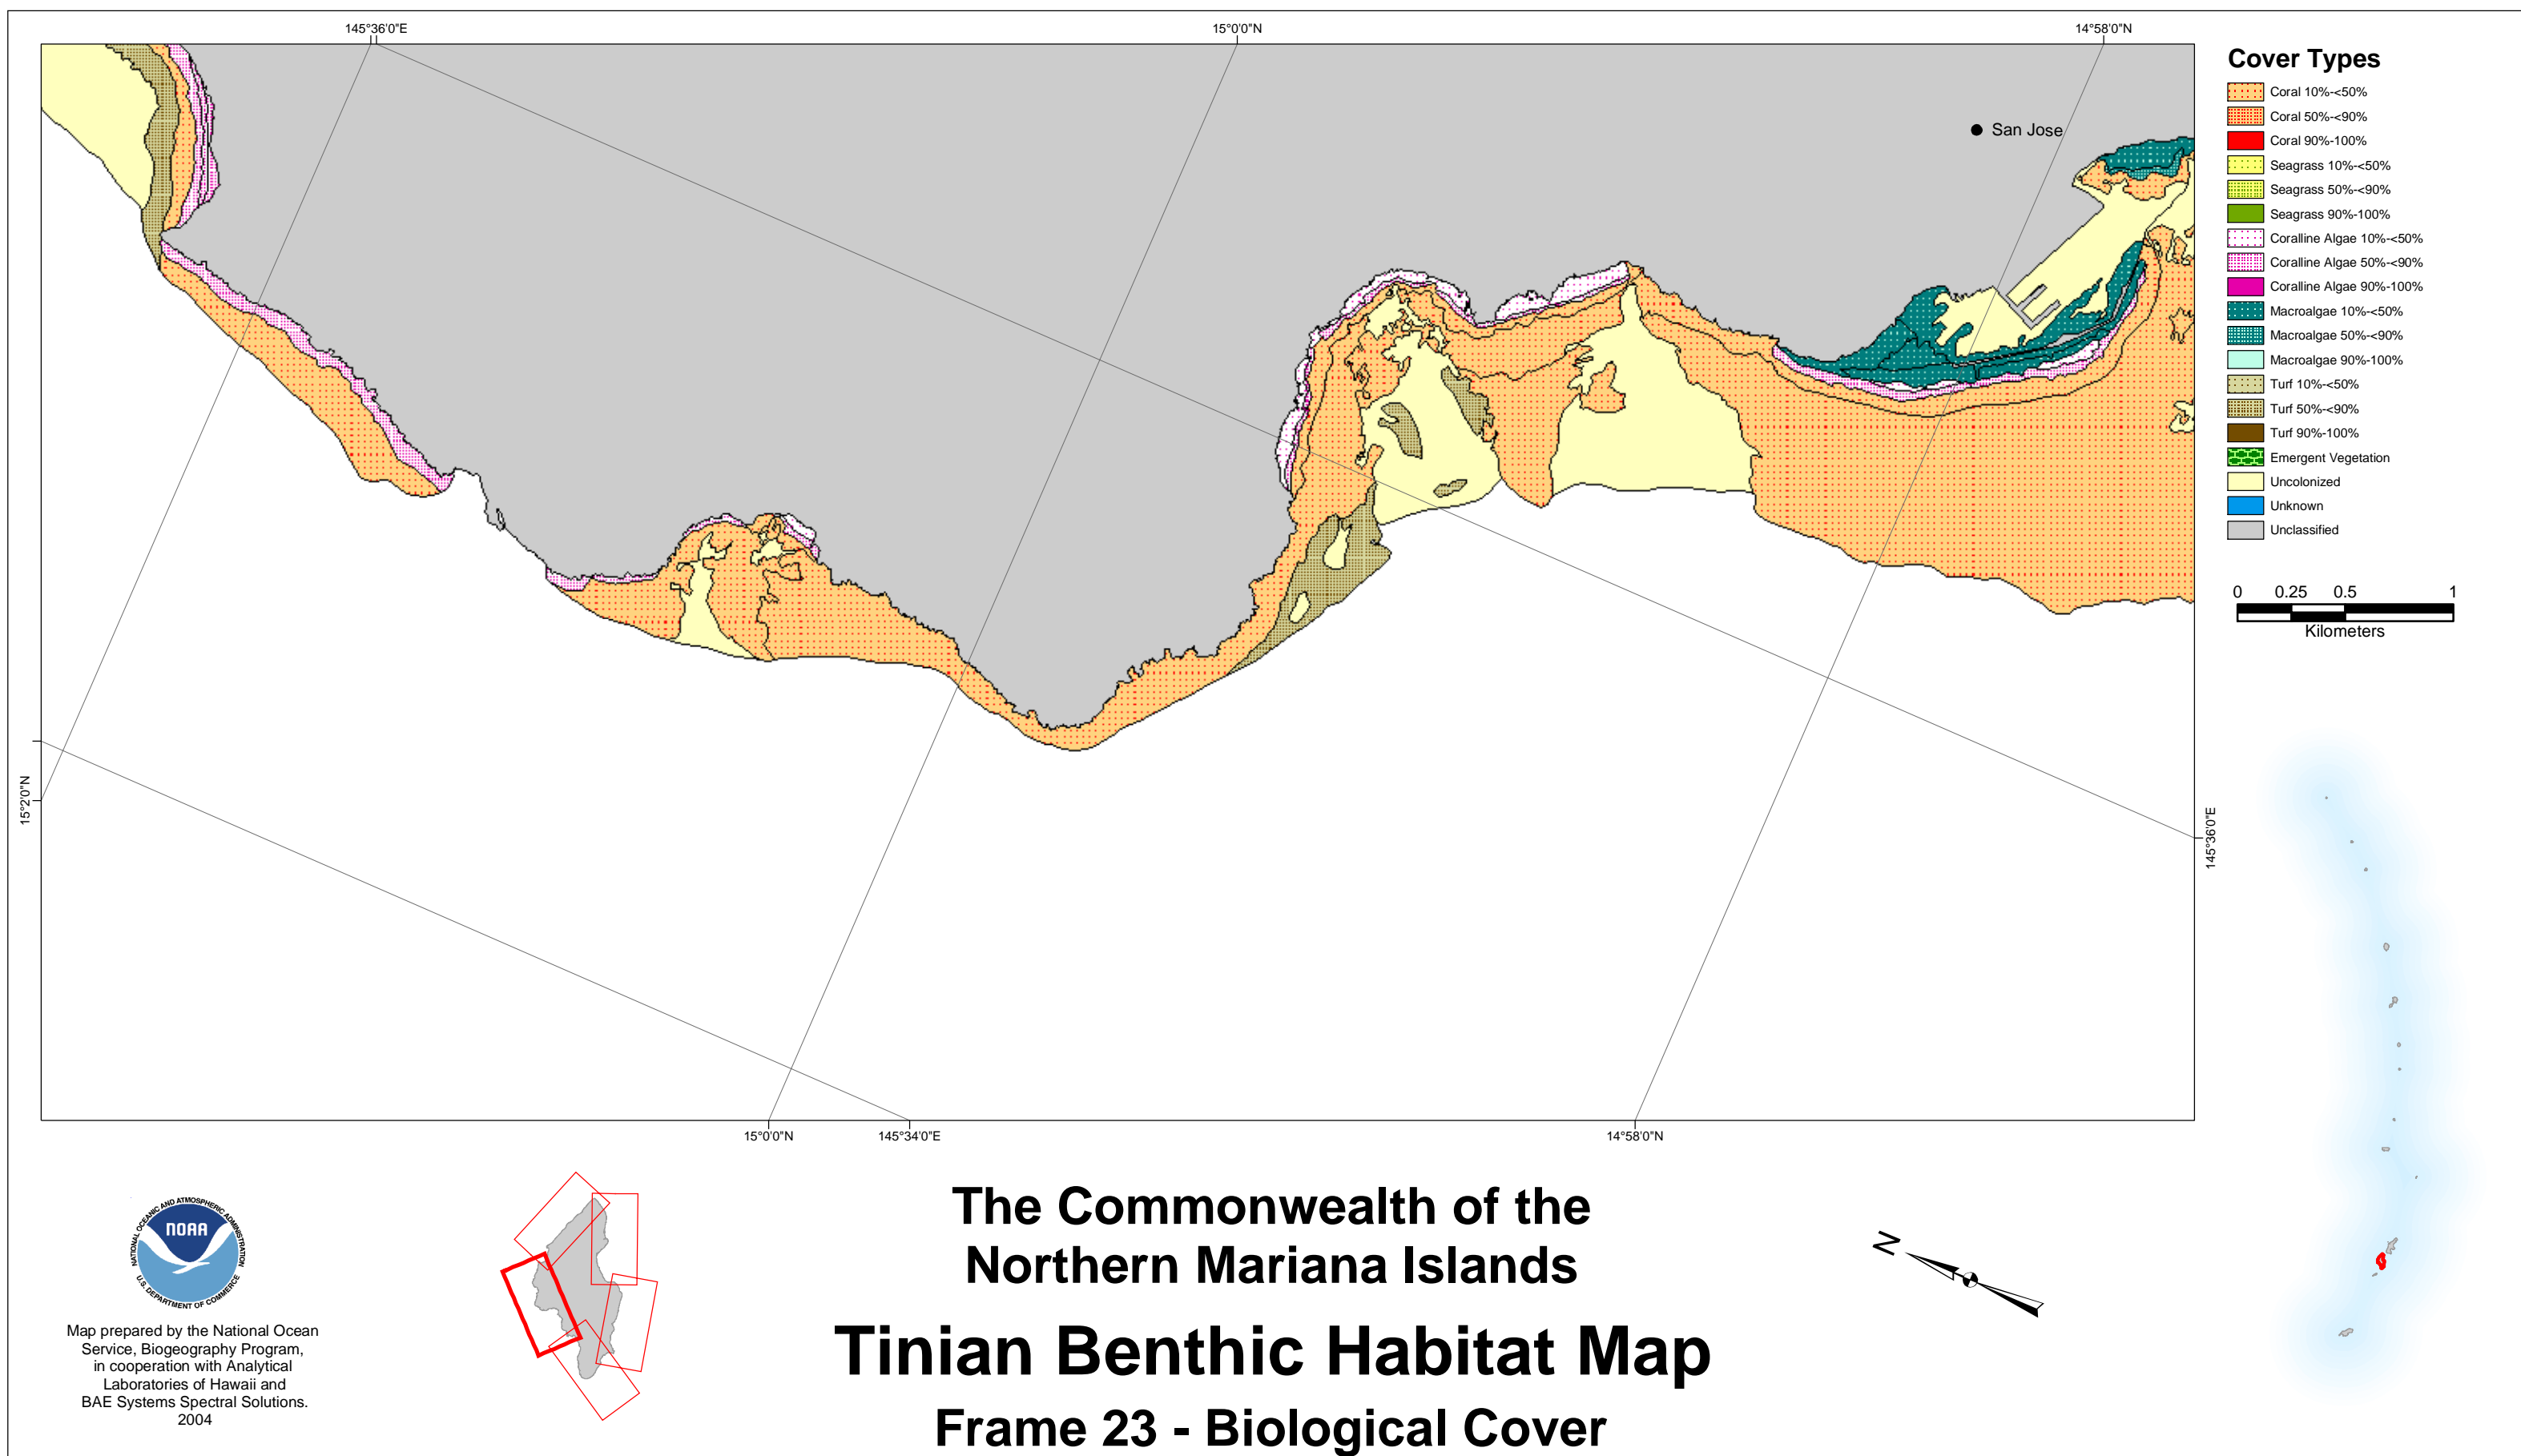 145°36'0"E
15°0'0"N
14°58'0"N
San Jose
15°2'0"N
145°36'0"E
15°0'0"N
145°34'0"E
14°58'0"N
Cover Types
Coral 10%-<50%
Coral 50%-<90%
Coral 90%-100%
Seagrass 10%-<50%
Seagrass 50%-<90%
Seagrass 90%-100%
Coralline Algae 10%-<50%
Coralline Algae 50%-<90%
Coralline Algae 90%-100%
Macroalgae 10%-<50%
Macroalgae 50%-<90%
Macroalgae 90%-100%
Turf 10%-<50%
Turf 50%-<90%
Turf 90%-100%
Emergent Vegetation
Uncolonized
Unknown
Unclassified
0 0.25 0.5 1
Kilometers
NATIONAL OCEANIC AND ATMOSPHERIC ADMINISTRATION
NOAA
U.S. DEPARTMENT OF COMMERCE
Map prepared by the National Ocean
Service, Biogeography Program,
in cooperation with Analytical
Laboratories of Hawaii and
BAE Systems Spectral Solutions.
2004
The Commonwealth of the
Northern Mariana Islands
Tinian Benthic Habitat Map
Frame 23 - Biological Cover
N